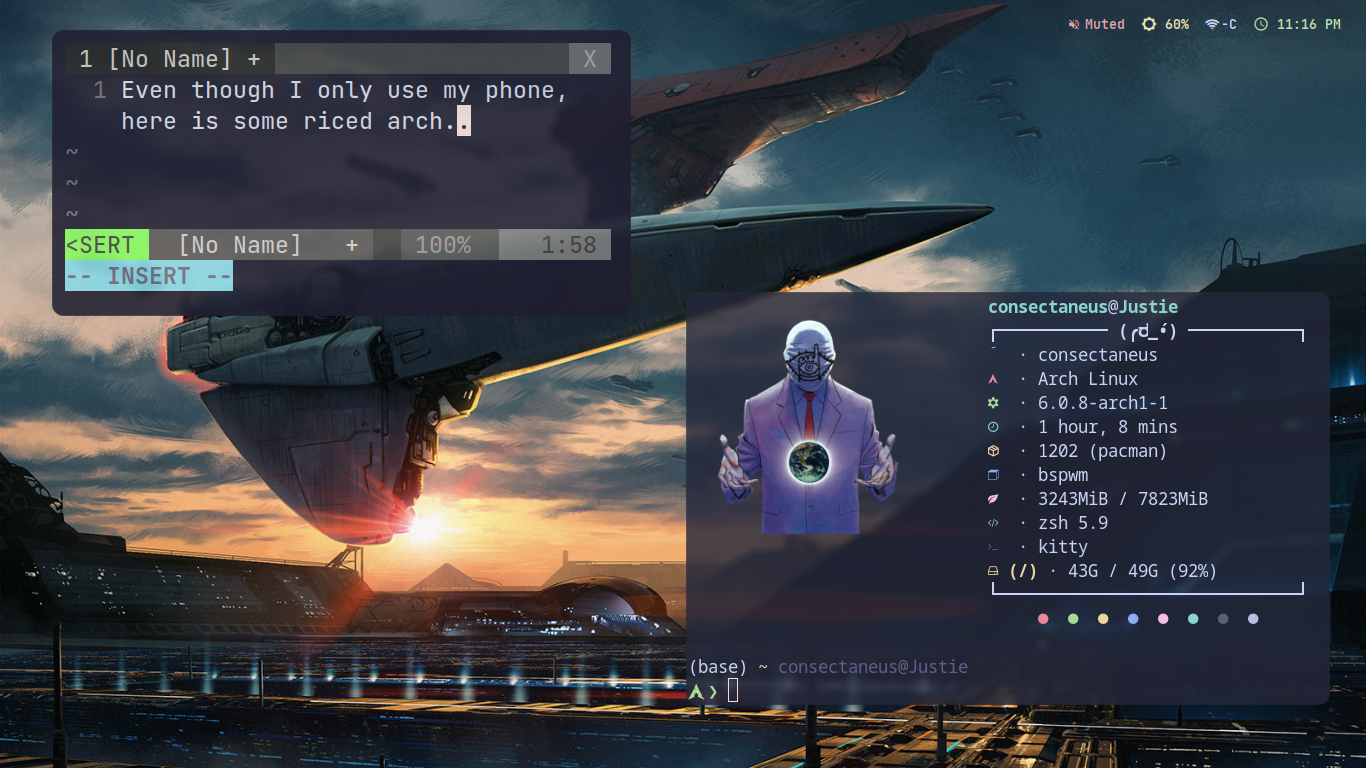 Muted 60% -C 11:16 PM
1 [No Name] + X
1 Even though I only use my phone,
here is some riced arch..
~
~
~
<SERT [No Name] + 100% 1:58
-- INSERT --
consectaneus@Justie
· consectaneus
· Arch Linux
· 6.0.8-arch1-1
· 1 hour, 8 mins
· 1202 (pacman)
· bspwm
· 3243MiB / 7823MiB
· zsh 5.9
· kitty
(/) · 43G / 49G (92%)
(base) ~ consectaneus@Justie
❯